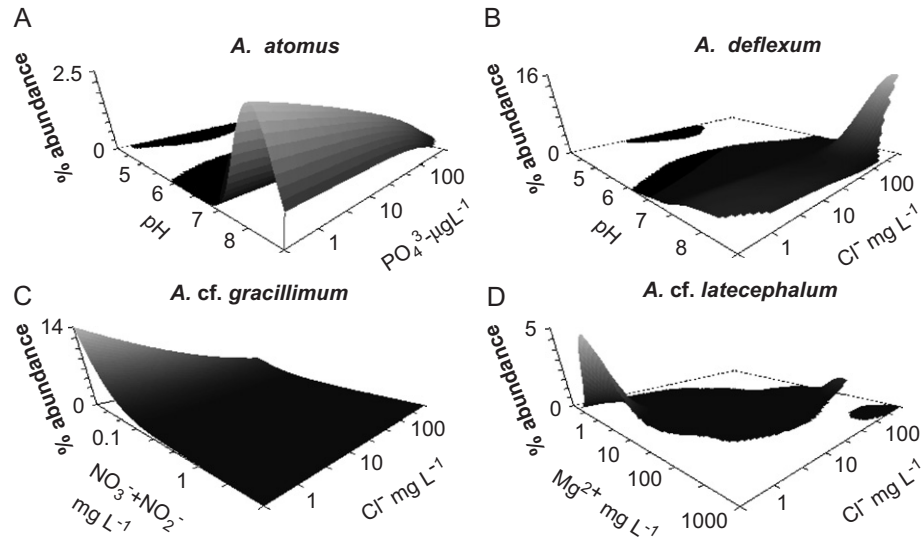 A
A. atomus
2.5
0
% abundance
5
6
7
8
pH
1
10
100
PO₄³-µgL⁻¹
B
A. deflexum
16
0
% abundance
5
6
7
8
pH
1
10
100
Cl⁻ mg L⁻¹
C
A. cf. gracillimum
14
0
% abundance
0.1
1
NO₃⁻+NO₂⁻
mg L⁻¹
1
10
100
Cl⁻ mg L⁻¹
D
A. cf. latecephalum
5
0
% abundance
1
10
100
1000
Mg²⁺ mg L⁻¹
1
10
100
Cl⁻ mg L⁻¹